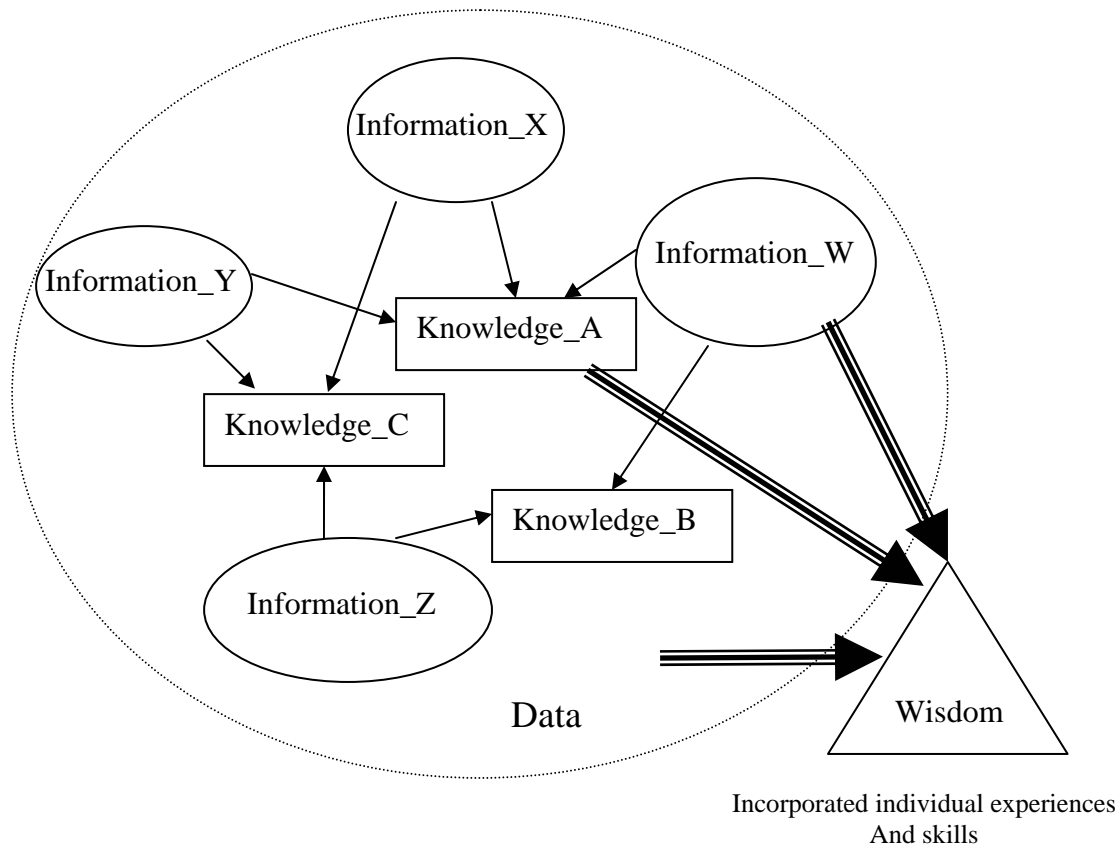 Information_X
Information_W
Information_Y
Knowledge_A
Knowledge_C
Knowledge_B
Information_Z
Data
Wisdom
Incorporated individual experiences
And skills